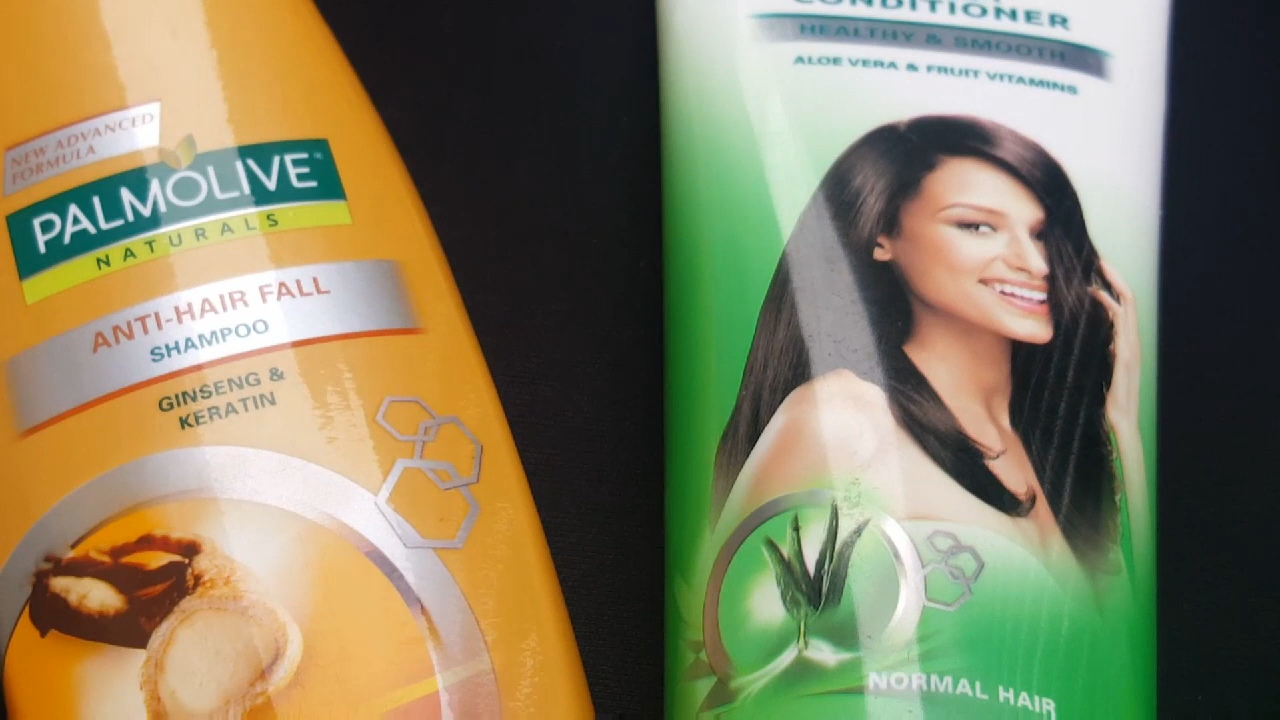 NEW ADVANCED
FORMULA
PALMOLIVE
NATURALS
ANTI-HAIR FALL
SHAMPOO
GINSENG &
KERATIN
CONDITIONER
HEALTHY & SMOOTH
ALOE VERA & FRUIT VITAMINS
NORMAL HAIR